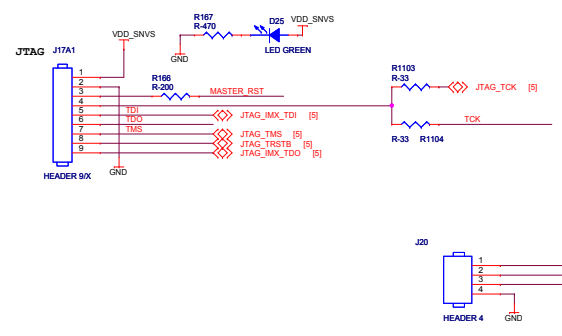 R167
R-470
D25
VDD_SNVS
GND
LED GREEN
JTAG
J17A1
VDD_SNVS
1
2
3
4
5
6
7
8
9
R166
R-200
MASTER_RST
TDI
TDO
TMS
JTAG_IMX_TDI [5]
JTAG_TMS [5]
JTAG_TRSTB [5]
JTAG_IMX_TDO [5]
HEADER 9/X
GND
R1103
R-33
JTAG_TCK [5]
TCK
R-33 R1104
J20
1
2
3
4
HEADER 4
GND